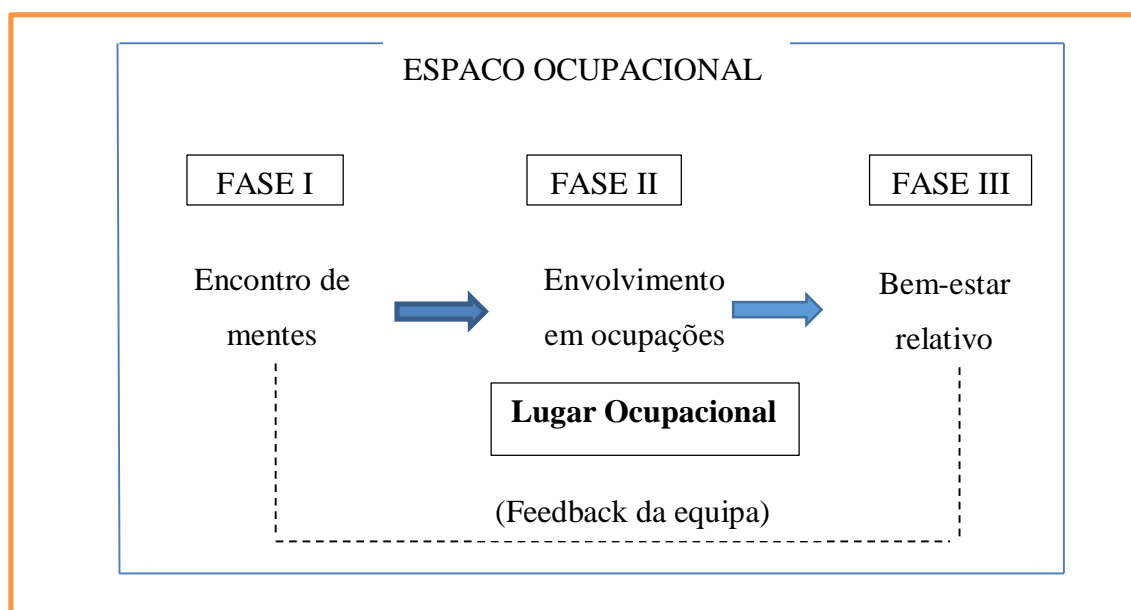 ESPACO OCUPACIONAL
FASE I
FASE II
FASE III
Encontro de
mentes
Envolvimento
em ocupações
Bem-estar
relativo
Lugar Ocupacional
(Feedback da equipa)